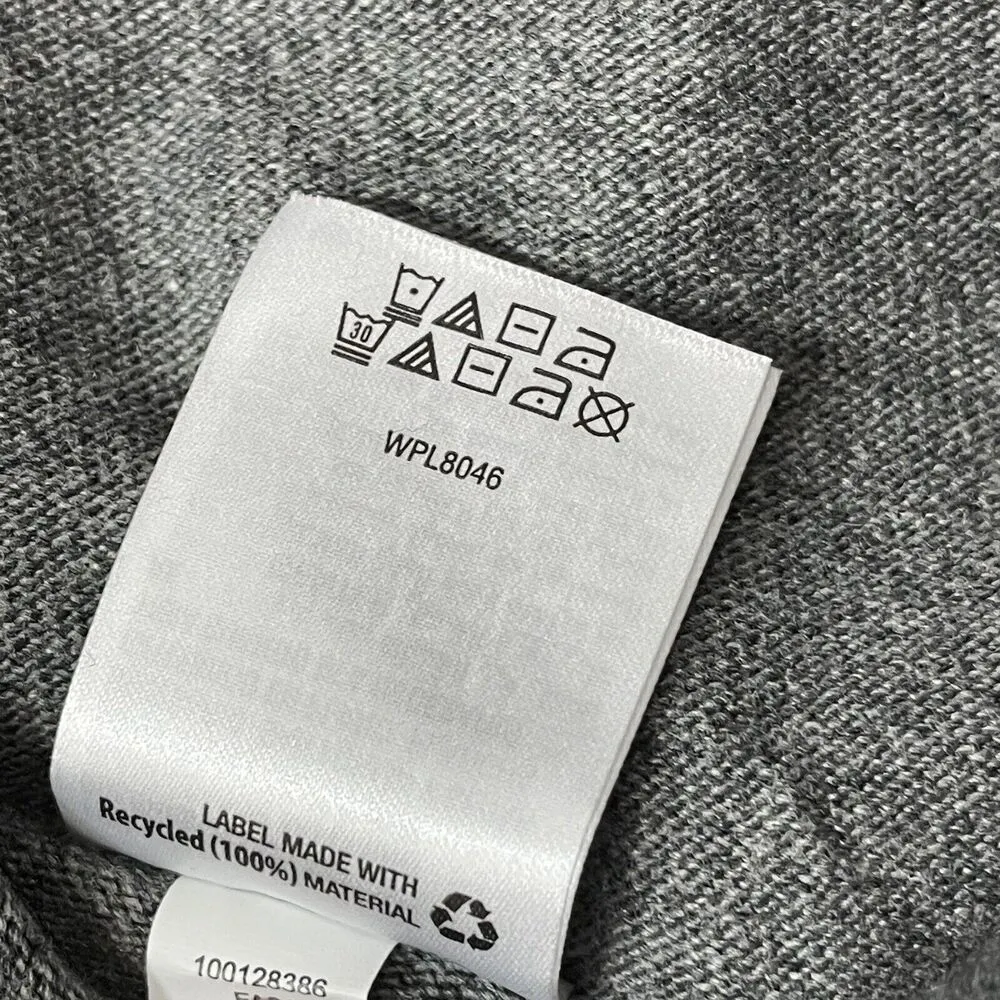 30
WPL8046
LABEL MADE WITH
Recycled (100%) MATERIAL
100128386